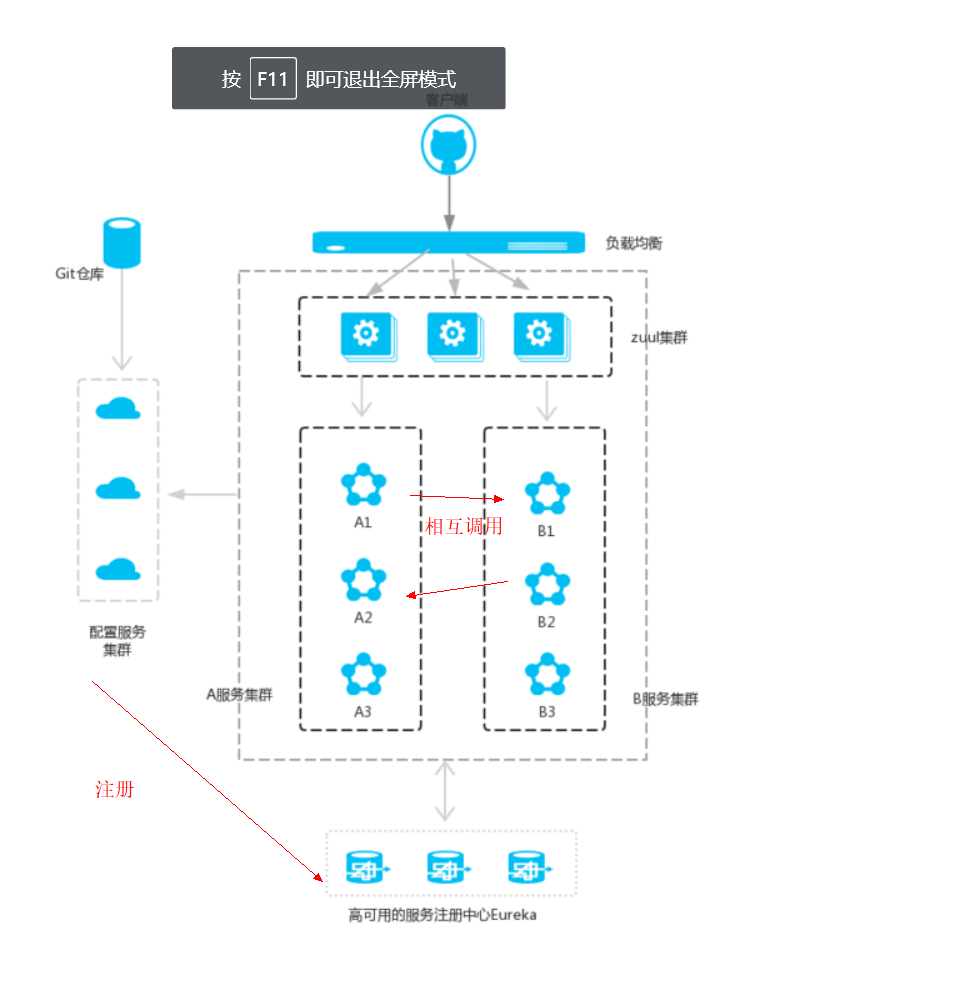 按 F11 即可退出全屏模式
客户端
负载均衡
Git仓库
zuul集群
A1
相互调用
B1
A2
B2
配置服务
集群
A服务集群
B服务集群
A3
B3
注册
高可用的服务注册中心Eureka